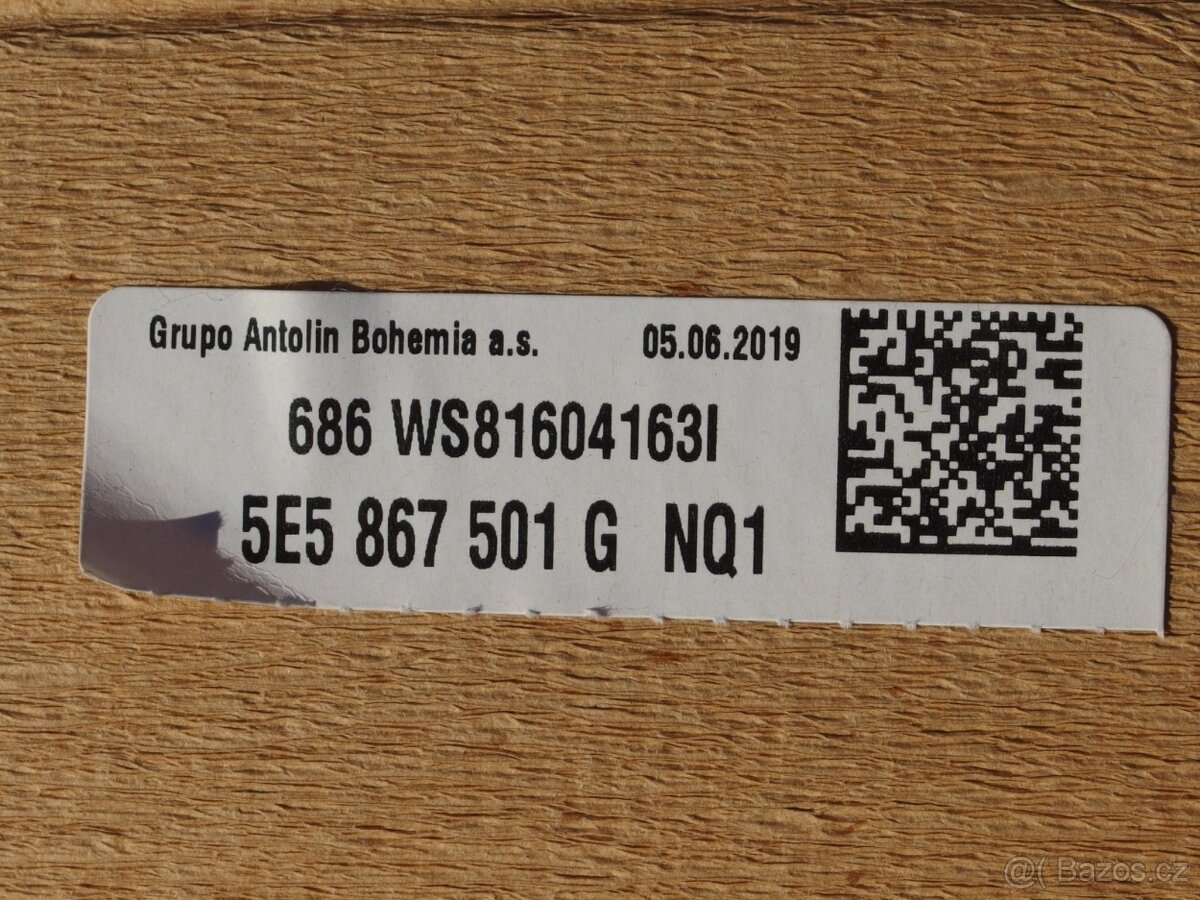 Grupo Antolin Bohemia a.s. 05.06.2019
686 WS81604163I
5E5 867 501 G NQ1
@( Bazos.cz